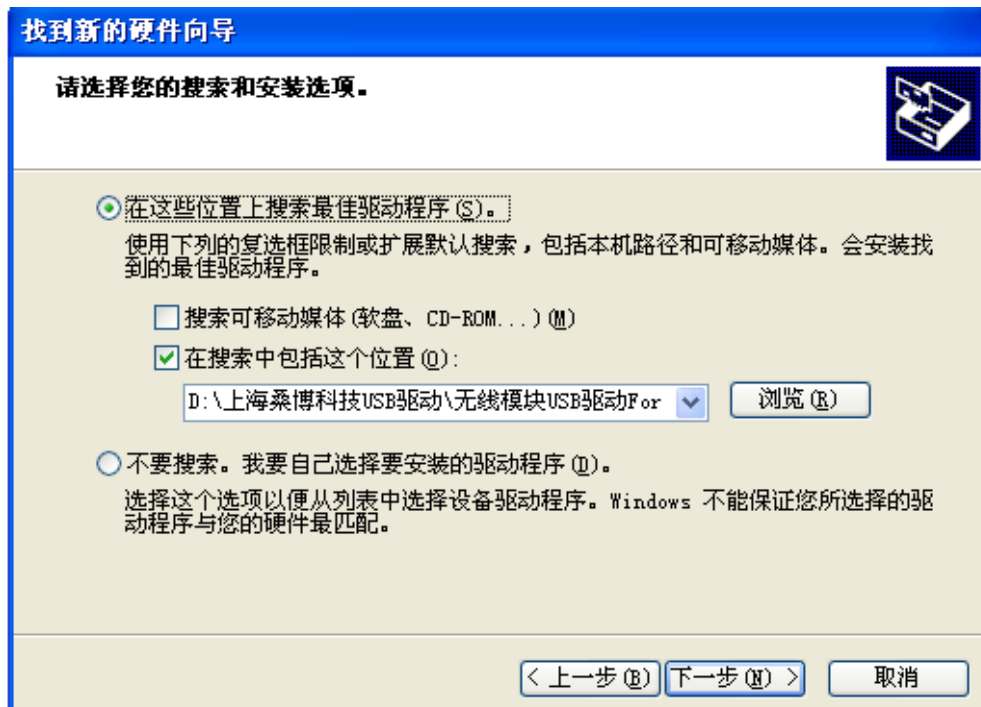 找到新的硬件向导
请选择您的搜索和安装选项。
在这些位置上搜索最佳驱动程序(S)。
使用下列的复选框限制或扩展默认搜索，包括本机路径和可移动媒体。会安装找
到的最佳驱动程序。
搜索可移动媒体(软盘、CD-ROM...)(M)
在搜索中包括这个位置(O):
D:\上海桑博科技USB驱动\无线模块USB驱动For
浏览(R)
不要搜索。我要自己选择要安装的驱动程序(D)。
选择这个选项以便从列表中选择设备驱动程序。Windows 不能保证您所选择的驱
动程序与您的硬件最匹配。
< 上一步(B)
下一步(N) >
取消